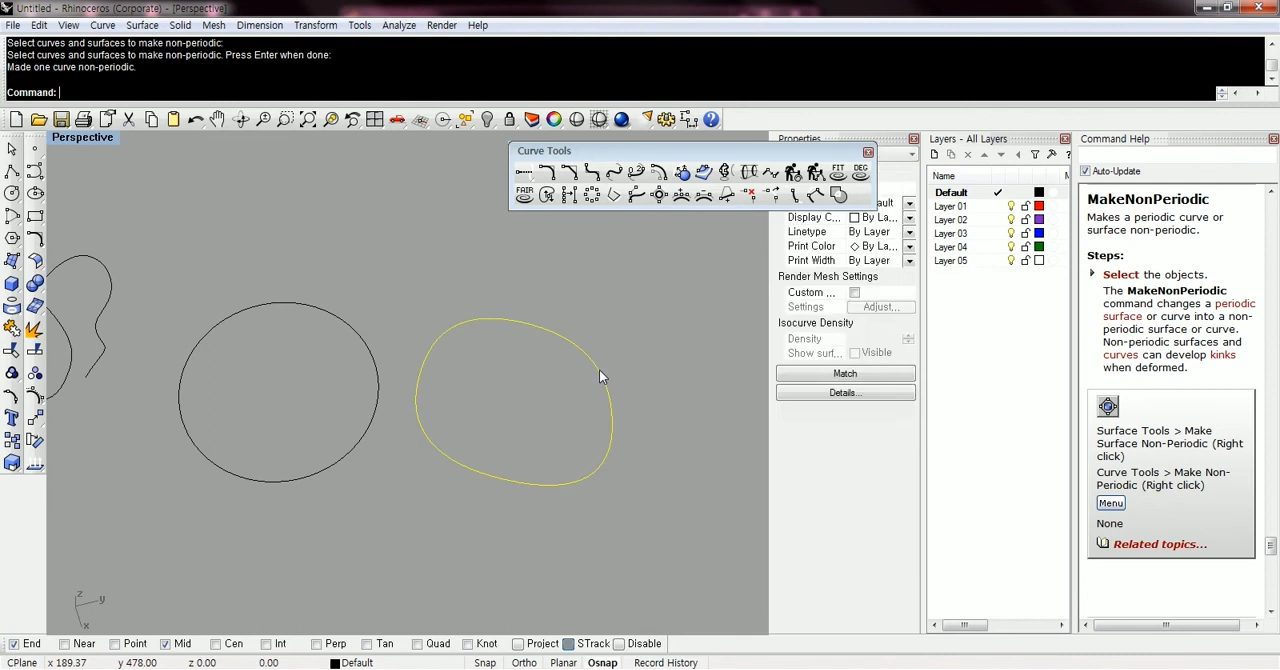 Untitled - Rhinoceros (Corporate) - [Perspective]
File Edit View Curve Surface Solid Mesh Dimension Transform Tools Analyze Render Help
Select curves and surfaces to make non-periodic:
Select curves and surfaces to make non-periodic. Press Enter when done:
Made one curve non-periodic.
Command:
Perspective
Curve Tools
FIT DEG
FAIR
Properties
Display C... By La...
Linetype By Layer
Print Color By La...
Print Width By Layer
Render Mesh Settings
Custom ...
Settings Adjust...
Isocurve Density
Density
Show surf... Visible
Match
Details...
Layers - All Layers
Name M
Default
Layer 01
Layer 02
Layer 03
Layer 04
Layer 05
Command Help
Auto-Update
MakeNonPeriodic
Makes a periodic curve or
surface non-periodic.
Steps:
Select the objects.
The MakeNonPeriodic
command changes a periodic
surface or curve into a non-
periodic surface or curve.
Non-periodic surfaces and
curves can develop kinks
when deformed.
Surface Tools > Make
Surface Non-Periodic (Right
click)
Curve Tools > Make Non-
Periodic (Right click)
Menu
None
Related topics...
z
y
x
End Near Point Mid Cen Int Perp Tan Quad Knot Project STrack Disable
CPlane x 189.37 y 478.00 z 0.00 0.00 Default Snap Ortho Planar Osnap Record History